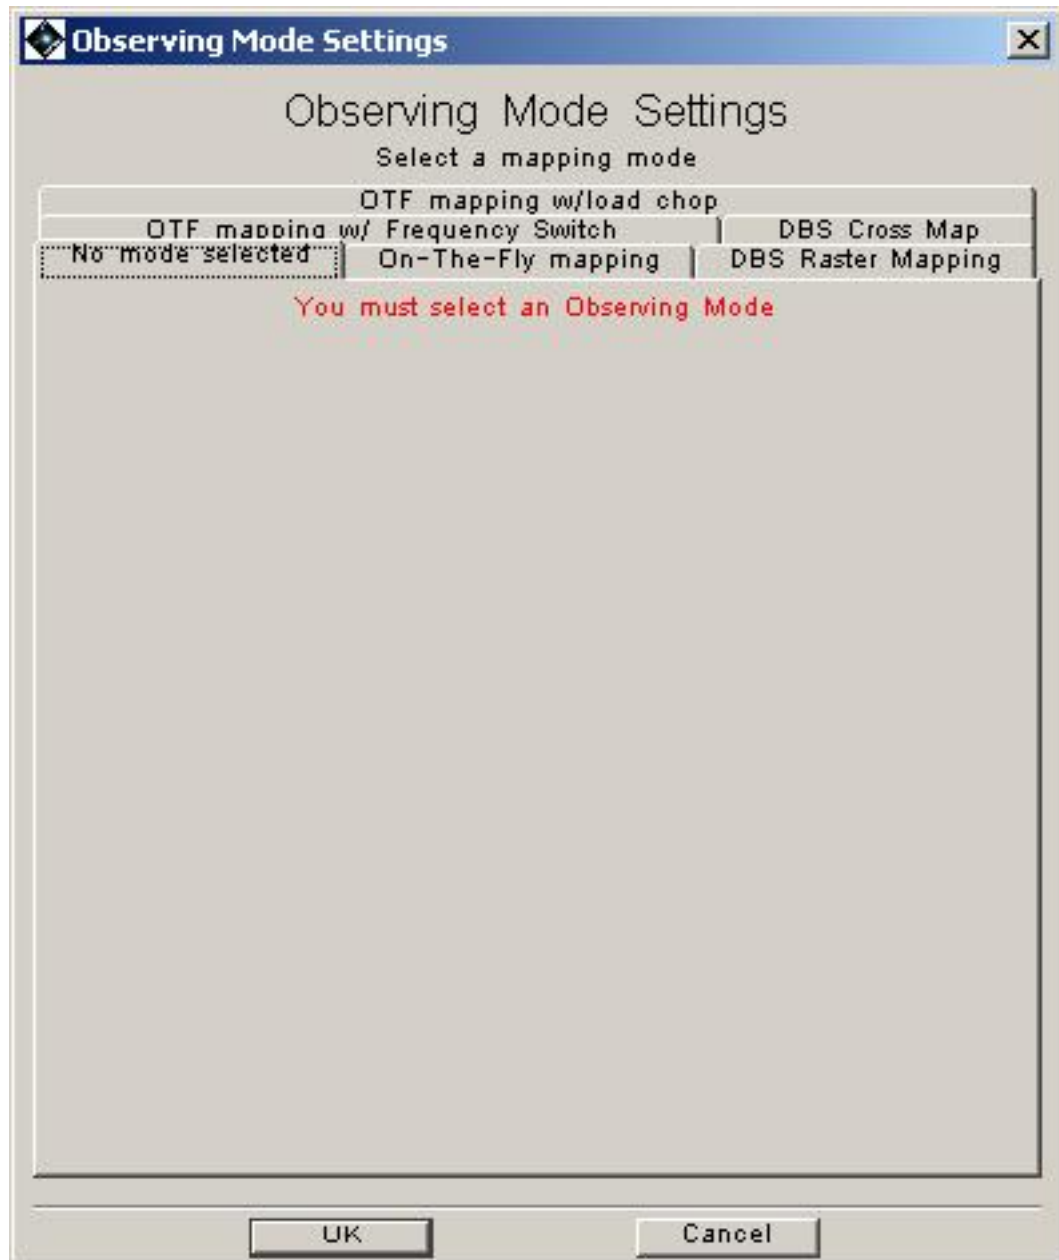 Observing Mode Settings
Observing Mode Settings
Select a mapping mode
OTF mapping w/load chop
OTF mapping w/ Frequency Switch
DBS Cross Map
No mode selected
On-The-Fly mapping
DBS Raster Mapping
You must select an Observing Mode
OK
Cancel